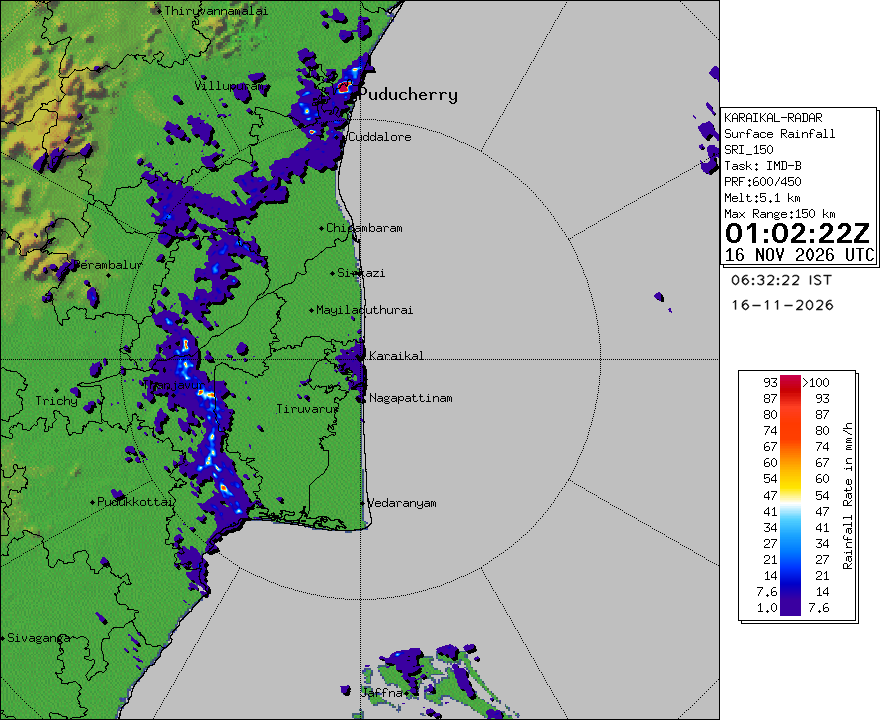 Thiruvannamalai
Villupuram
Puducherry
Cuddalore
Chidambaram
Perambalur
Sirkazi
Mayiladuthurai
Karaikal
Thanjavur
Nagapattinam
Trichy
Tiruvarur
Pudukkottai
Vedaranyam
Sivaganga
Jaffna
KARAIKAL-RADAR
Surface Rainfall
SRI_150
Task: IMD-B
PRF:600/450
Melt:5.1 km
Max Range:150 km
01:02:22Z
16 NOV 2026 UTC
06:32:22 IST
16-11-2026
93 >100
87 93
80 87
74 80
67 74
60 67
54 60
47 54
41 47
34 41
27 34
21 27
14 21
7.6 14
1.0 7.6
Rainfall Rate in mm/h